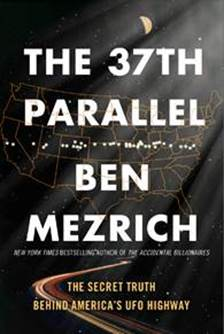 THE 37TH
PARALLEL
BEN
MEZRICH
NEW YORK TIMES BESTSELLING AUTHOR OF THE ACCIDENTAL BILLIONAIRES
THE SECRET TRUTH
BEHIND AMERICA'S UFO HIGHWAY